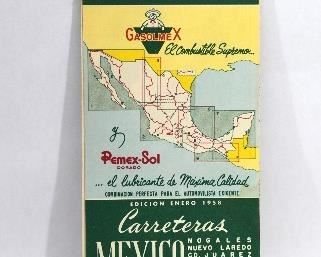 GASOLMEX
El Combustible Supremo...
y
Pemex-Sol
DORADO
... el lubricante de Máxima Calidad
COMBINACION PERFECTA PARA EL AUTOMOVILISTA EXIGENTE
EDICION ENERO 1958
Carreteras
MEXICO
NOGALES
NUEVO LAREDO
CD. JUAREZ